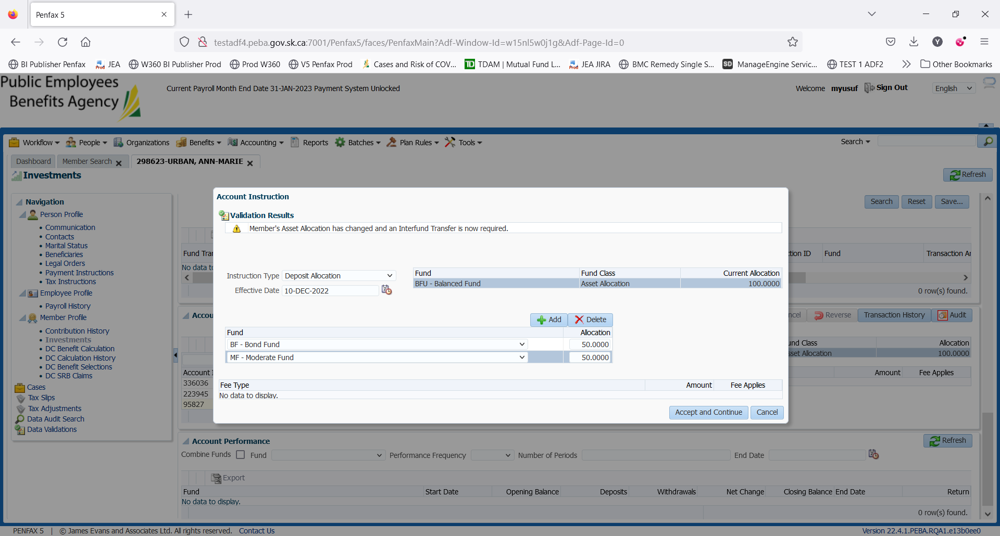 Penfax 5
testadf4.peba.gov.sk.ca:7001/Penfax5/faces/PenfaxMain?Adf-Window-Id=w15nl5w0j1g&Adf-Page-Id=0
BI Publisher Penfax JEA W360 BI Publisher Prod Prod W360 V5 Penfax Prod Cases and Risk of COV... TDAM | Mutual Fund L... JEA JIRA BMC Remedy Single S... ManageEngine Servic... TEST 1 ADF2 Other Bookmarks
Public Employees
Benefits Agency
Current Payroll Month End Date 31-JAN-2023 Payment System Unlocked
Welcome myusuf Sign Out English
Workflow People Organizations Benefits Accounting Reports Batches Plan Rules Tools Search
Dashboard Member Search 298623-URBAN, ANN-MARIE
Investments Refresh
Navigation
Person Profile
Communication
Contacts
Marital Status
Beneficiaries
Legal Orders
Payment Instructions
Tax Instructions
Employee Profile
Payroll History
Member Profile
Contribution History
Investments
DC Benefit Calculation
DC Calculation History
DC Benefit Selections
DC SRB Claims
Cases
Tax Slips
Tax Adjustments
Data Audit Search
Data Validations
Search Reset Save...
Fund Tra
tion ID Fund Transaction A
No data t
0 row(s) found.
Accou
ncel Reverse Transaction History Audit
und Class Allocation
sset Allocation 100.0000
Account
Amount Fee Applies
336036
223945
95827
Account Instruction
Validation Results
Member's Asset Allocation has changed and an Interfund Transfer is now required.
Instruction Type Deposit Allocation
Effective Date 10-DEC-2022
Fund Fund Class Current Allocation
BFU - Balanced Fund Asset Allocation 100.0000
Add Delete
Fund Allocation
BF - Bond Fund 50.0000
MF - Moderate Fund 50.0000
Fee Type Amount Fee Applies
No data to display.
Accept and Continue Cancel
Account Performance Refresh
Combine Funds Fund Performance Frequency Number of Periods End Date
Export
Fund Start Date Opening Balance Deposits Withdrawals Net Change Closing Balance End Date Return
No data to display.
0 row(s) found.
PENFAX 5 | © James Evans and Associates Ltd. All rights reserved. Contact Us
Version 22.4.1.PEBA.RQA1.e13b0ee0